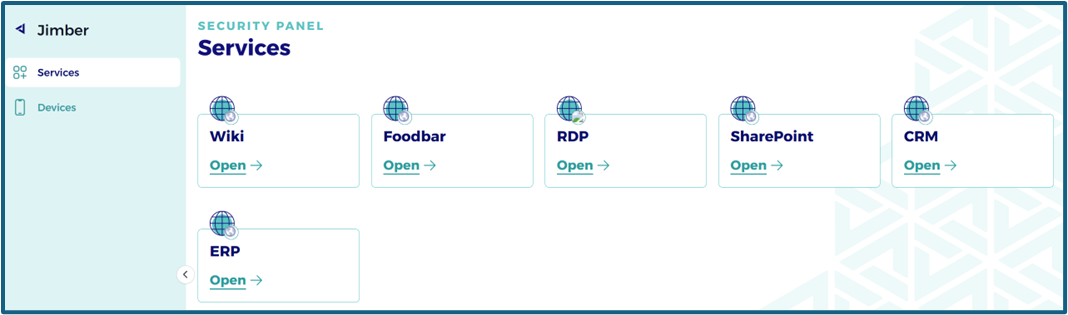 Jimber
Services
Devices
SECURITY PANEL
Services
Wiki
Open →
Foodbar
Open →
RDP
Open →
SharePoint
Open →
CRM
Open →
ERP
Open →